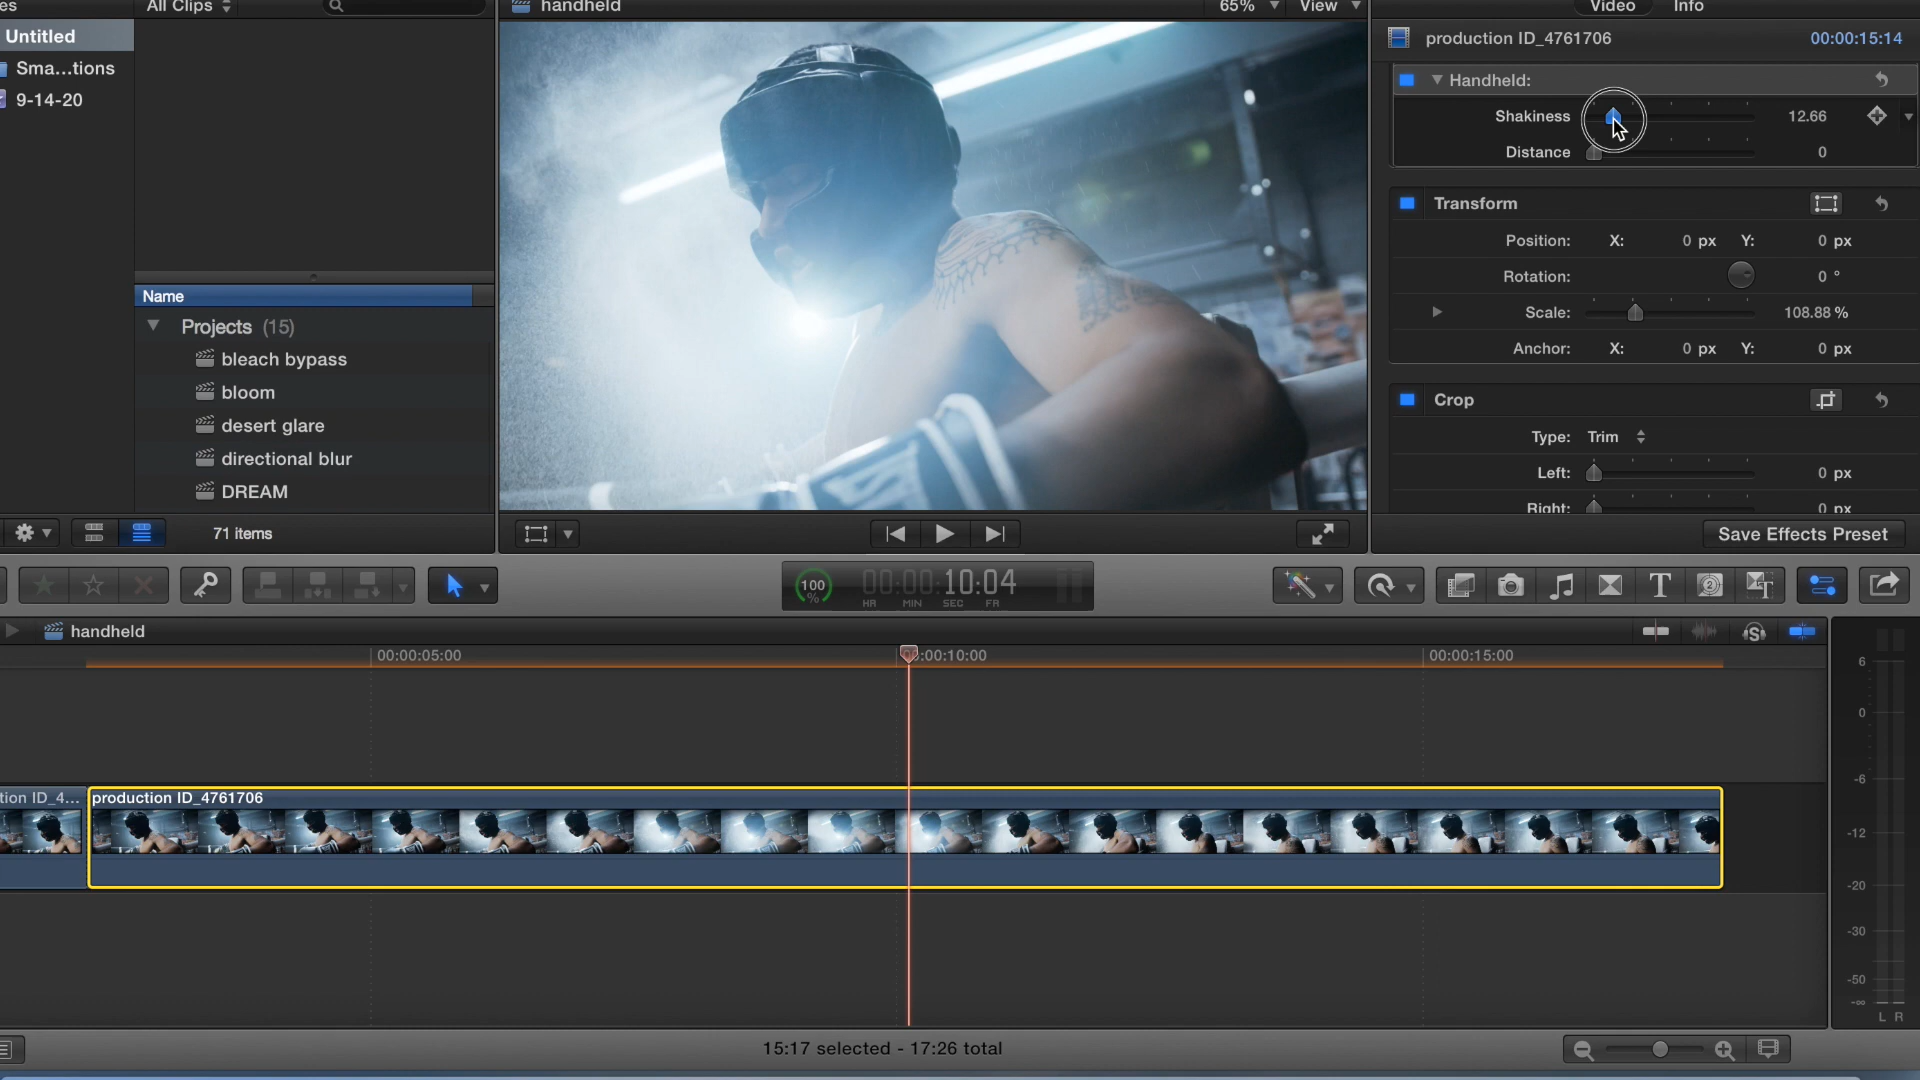 es
All Clips
handheld
65%
View
Video
Info
Untitled
Sma...tions
9-14-20
production ID_4761706
00:00:15:14
Handheld:
Shakiness
12.66
Distance
0
Transform
Position:
X:
0 px
Y:
0 px
Rotation:
0 °
Scale:
108.88 %
Anchor:
X:
0 px
Y:
0 px
Crop
Type:
Trim
Left:
0 px
Right:
0 px
Save Effects Preset
Name
Projects (15)
bleach bypass
bloom
desert glare
directional blur
DREAM
71 items
100
%
00:00:10:04
HR MIN SEC FR
handheld
00:00:05:00
:00:10:00
00:00:15:00
tion ID_4...
production ID_4761706
6
0
-6
-12
-20
-30
-50
-∞
L R
15:17 selected - 17:26 total